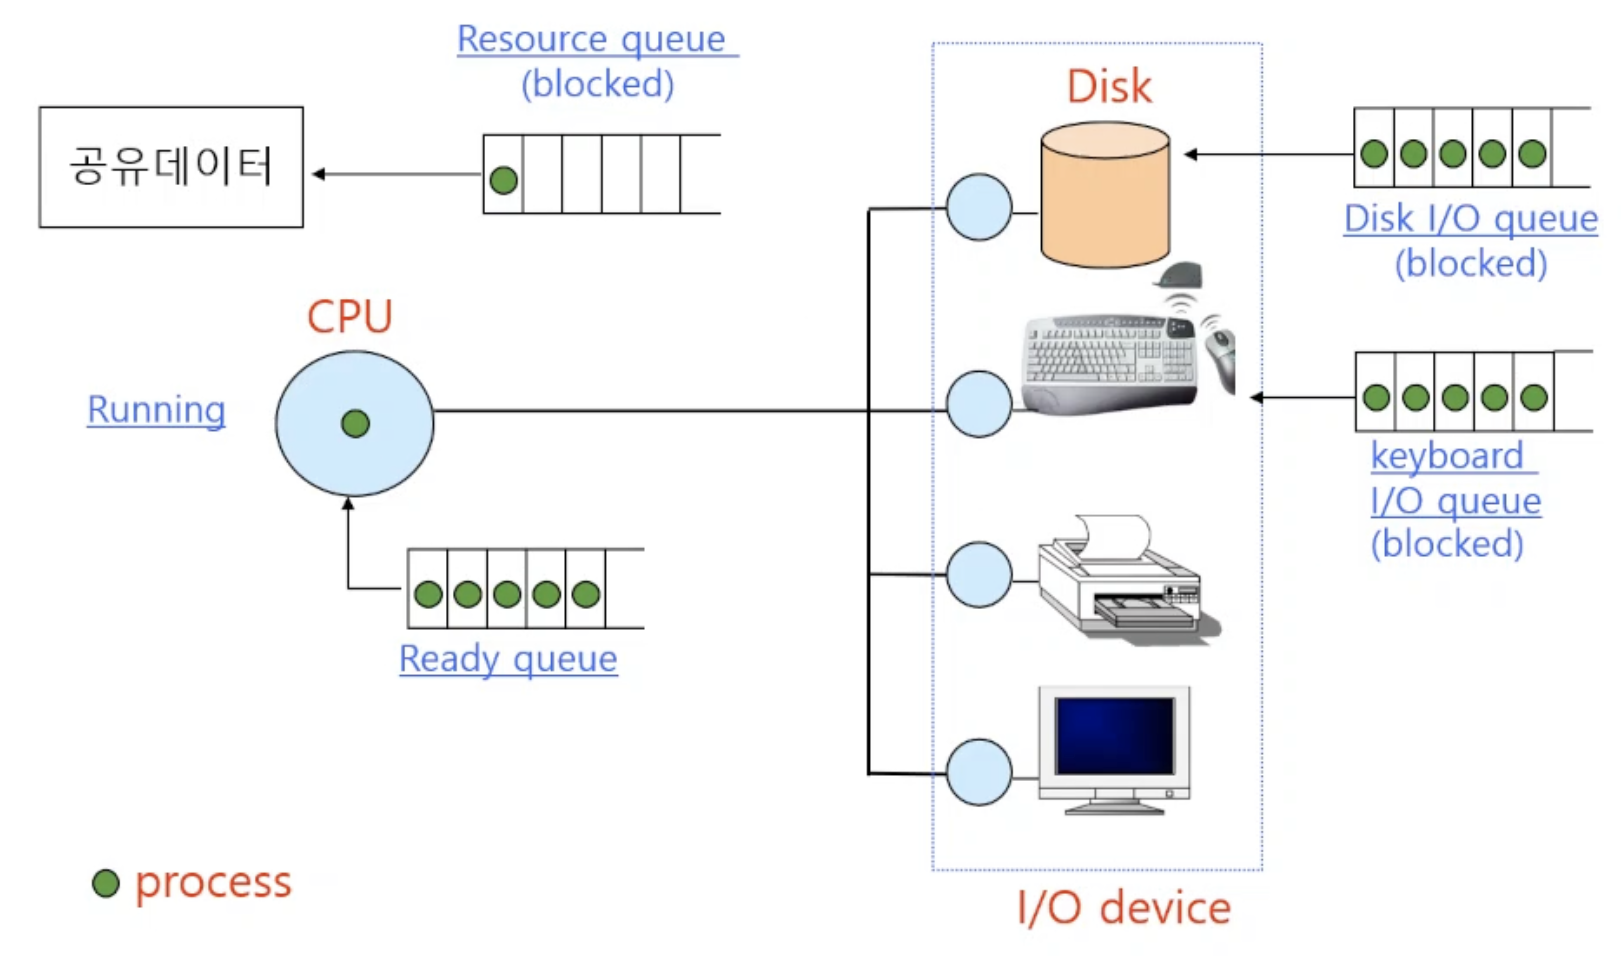 Resource queue
(blocked)
공유데이터
Disk
Disk I/O queue
(blocked)
CPU
Running
keyboard
I/O queue
(blocked)
Ready queue
process
I/O device